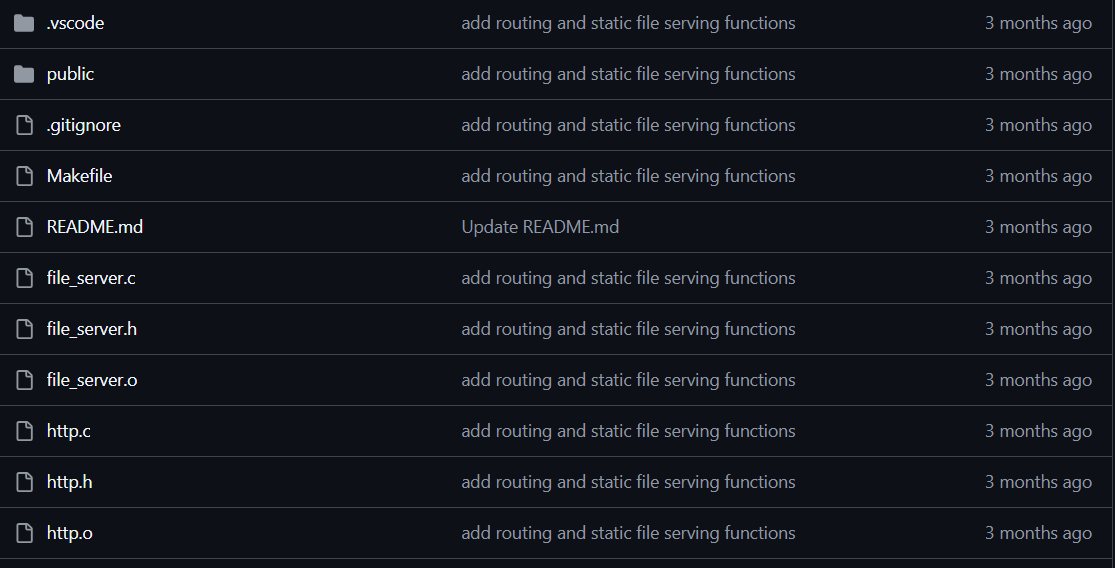 .vscode add routing and static file serving functions 3 months ago
public add routing and static file serving functions 3 months ago
.gitignore add routing and static file serving functions 3 months ago
Makefile add routing and static file serving functions 3 months ago
README.md Update README.md 3 months ago
file_server.c add routing and static file serving functions 3 months ago
file_server.h add routing and static file serving functions 3 months ago
file_server.o add routing and static file serving functions 3 months ago
http.c add routing and static file serving functions 3 months ago
http.h add routing and static file serving functions 3 months ago
http.o add routing and static file serving functions 3 months ago